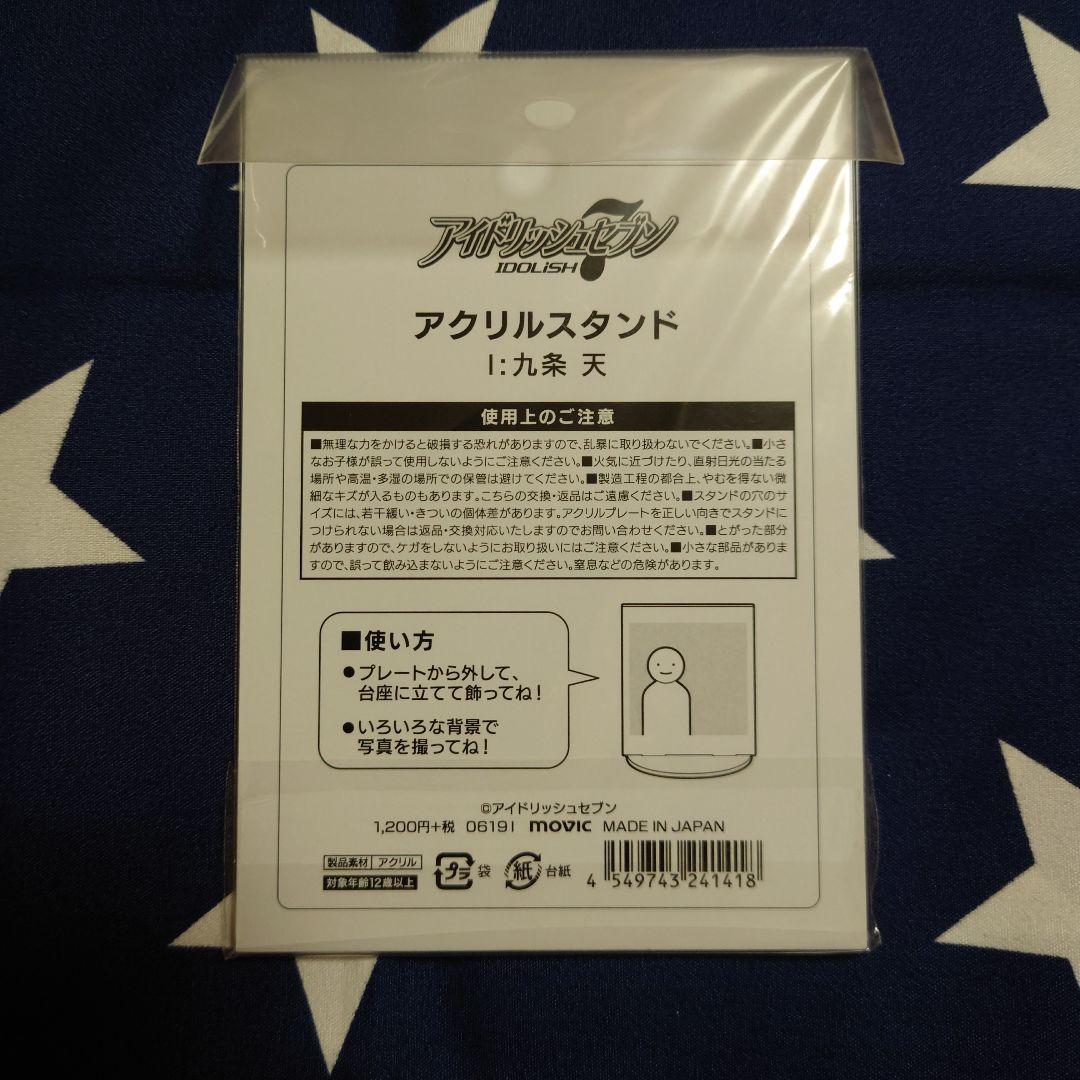 アイドリッシュセブン
IDOLiSH7
アクリルスタンド
I:九条 天
使用上のご注意
■無理な力をかけると破損する恐れがありますので、乱暴に取り扱わないでください。■小さ
なお子様が誤って使用しないようにご注意ください。■火気に近づけたり、直射日光の当たる
場所や高温・多湿の場所での保管は避けてください。■製造工程の都合上、やむを得ない微
細なキズが入るものもあります。こちらの交換・返品はご遠慮ください。■スタンドの穴のサ
イズには、若干緩い・きついの個体差があります。アクリルプレートを正しい向きでスタンドに
つけられない場合は返品・交換対応いたしますのでお問い合わせください。■とがった部分
がありますので、ケガをしないようにお取り扱いにはご注意ください。■小さな部品がありま
すので、誤って飲み込まないようにご注意ください。窒息などの危険があります。
■使い方
●プレートから外して、
台座に立てて飾ってね!
●いろいろな背景で
写真を撮ってね!
©アイドリッシュセブン
1,200円+税 06191 movic MADE IN JAPAN
製品素材 アクリル
対象年齢12歳以上
プラ 袋 紙 台紙
4 549743 241418